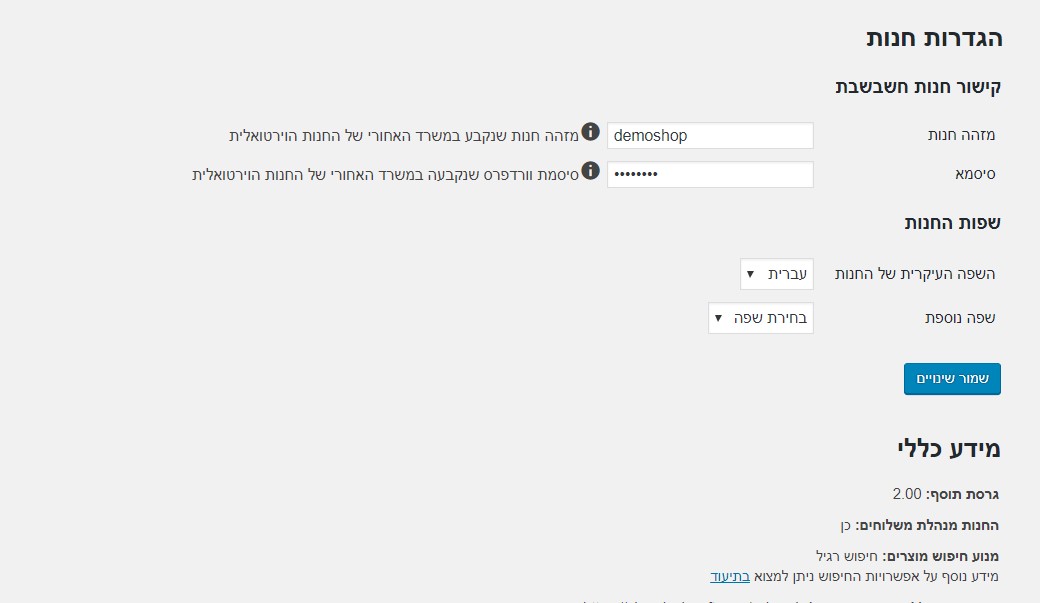 הגדרות חנות
קישור חנות חשבשבת
מזהה חנות demoshop מזהה חנות שנקבע במשרד האחורי של החנות הוירטואלית
סיסמא •••••••• סיסמת וורדפרס שנקבעה במשרד האחורי של החנות הוירטואלית
שפות החנות
השפה העיקרית של החנות עברית
שפה נוספת בחירת שפה
שמור שינויים
מידע כללי
גרסת תוסף: 2.00
החנות מנהלת משלוחים: כן
מנוע חיפוש מוצרים: חיפוש רגיל
מידע נוסף על אפשרויות החיפוש ניתן למצוא בתיעוד